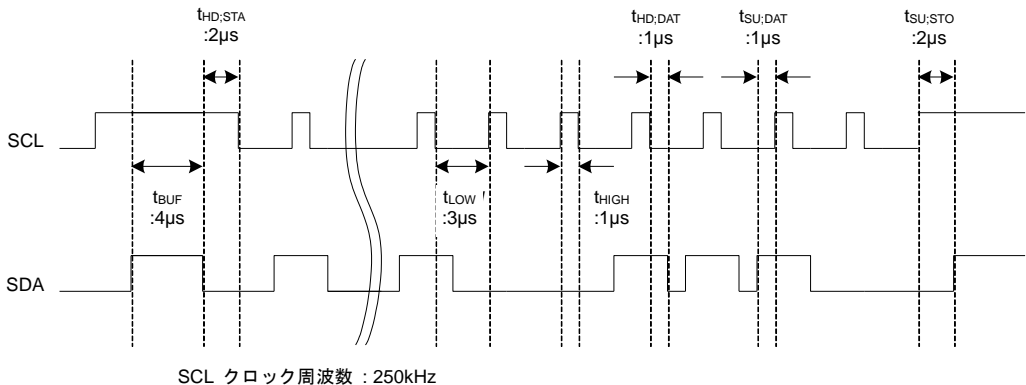 tHD;STA
:2µs
tHD;DAT
:1µs
tSU;DAT
:1µs
tSU;STO
:2µs
SCL
tBUF
:4µs
tLOW
:3µs
tHIGH
:1µs
SDA
SCL クロック周波数 : 250kHz